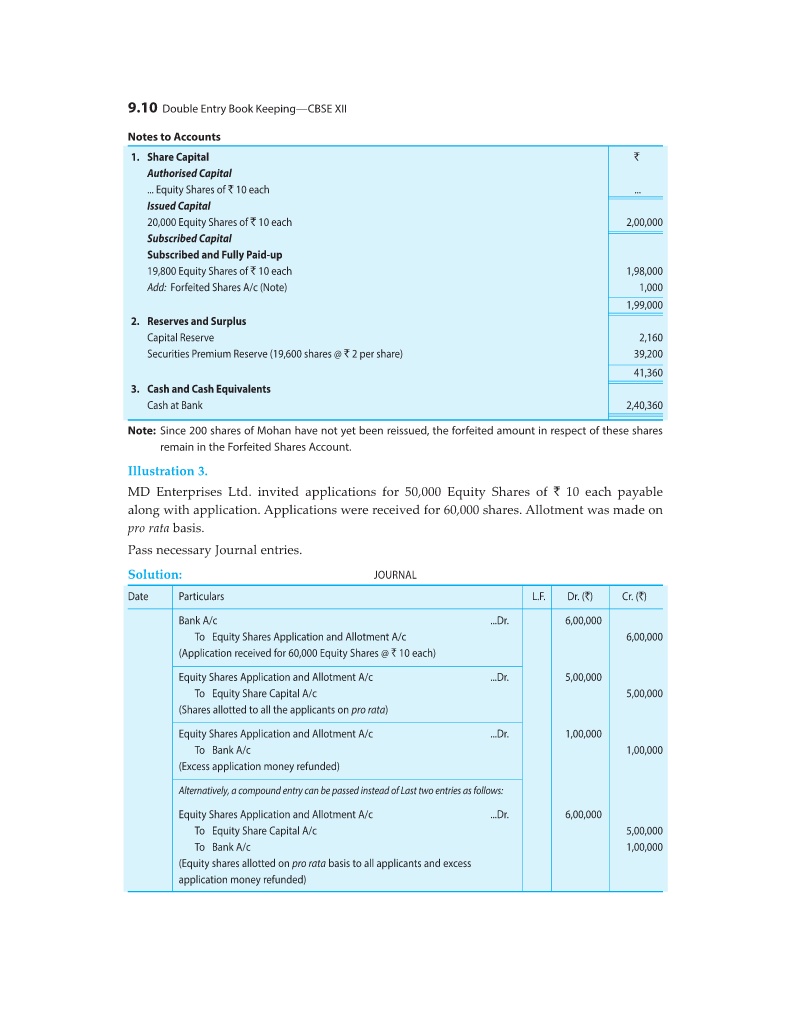 9.10 Double Entry Book Keeping—CBSE XII
Notes to Accounts
1. Share Capital ₹
Authorised Capital
... Equity Shares of ₹ 10 each ...
Issued Capital
20,000 Equity Shares of ₹ 10 each 2,00,000
Subscribed Capital
Subscribed and Fully Paid-up
19,800 Equity Shares of ₹ 10 each 1,98,000
Add: Forfeited Shares A/c (Note) 1,000
1,99,000
2. Reserves and Surplus
Capital Reserve 2,160
Securities Premium Reserve (19,600 shares @ ₹ 2 per share) 39,200
41,360
3. Cash and Cash Equivalents
Cash at Bank 2,40,360
Note: Since 200 shares of Mohan have not yet been reissued, the forfeited amount in respect of these shares
remain in the Forfeited Shares Account.
Illustration 3.
MD Enterprises Ltd. invited applications for 50,000 Equity Shares of ₹ 10 each payable
along with application. Applications were received for 60,000 shares. Allotment was made on
pro rata basis.
Pass necessary Journal entries.
Solution: JOURNAL
Date Particulars L.F. Dr. (₹) Cr. (₹)
Bank A/c ...Dr. 6,00,000
To Equity Shares Application and Allotment A/c 6,00,000
(Application received for 60,000 Equity Shares @ ₹ 10 each)
Equity Shares Application and Allotment A/c ...Dr. 5,00,000
To Equity Share Capital A/c 5,00,000
(Shares allotted to all the applicants on pro rata)
Equity Shares Application and Allotment A/c ...Dr. 1,00,000
To Bank A/c 1,00,000
(Excess application money refunded)
Alternatively, a compound entry can be passed instead of Last two entries as follows:
Equity Shares Application and Allotment A/c ...Dr. 6,00,000
To Equity Share Capital A/c 5,00,000
To Bank A/c 1,00,000
(Equity shares allotted on pro rata basis to all applicants and excess
application money refunded)